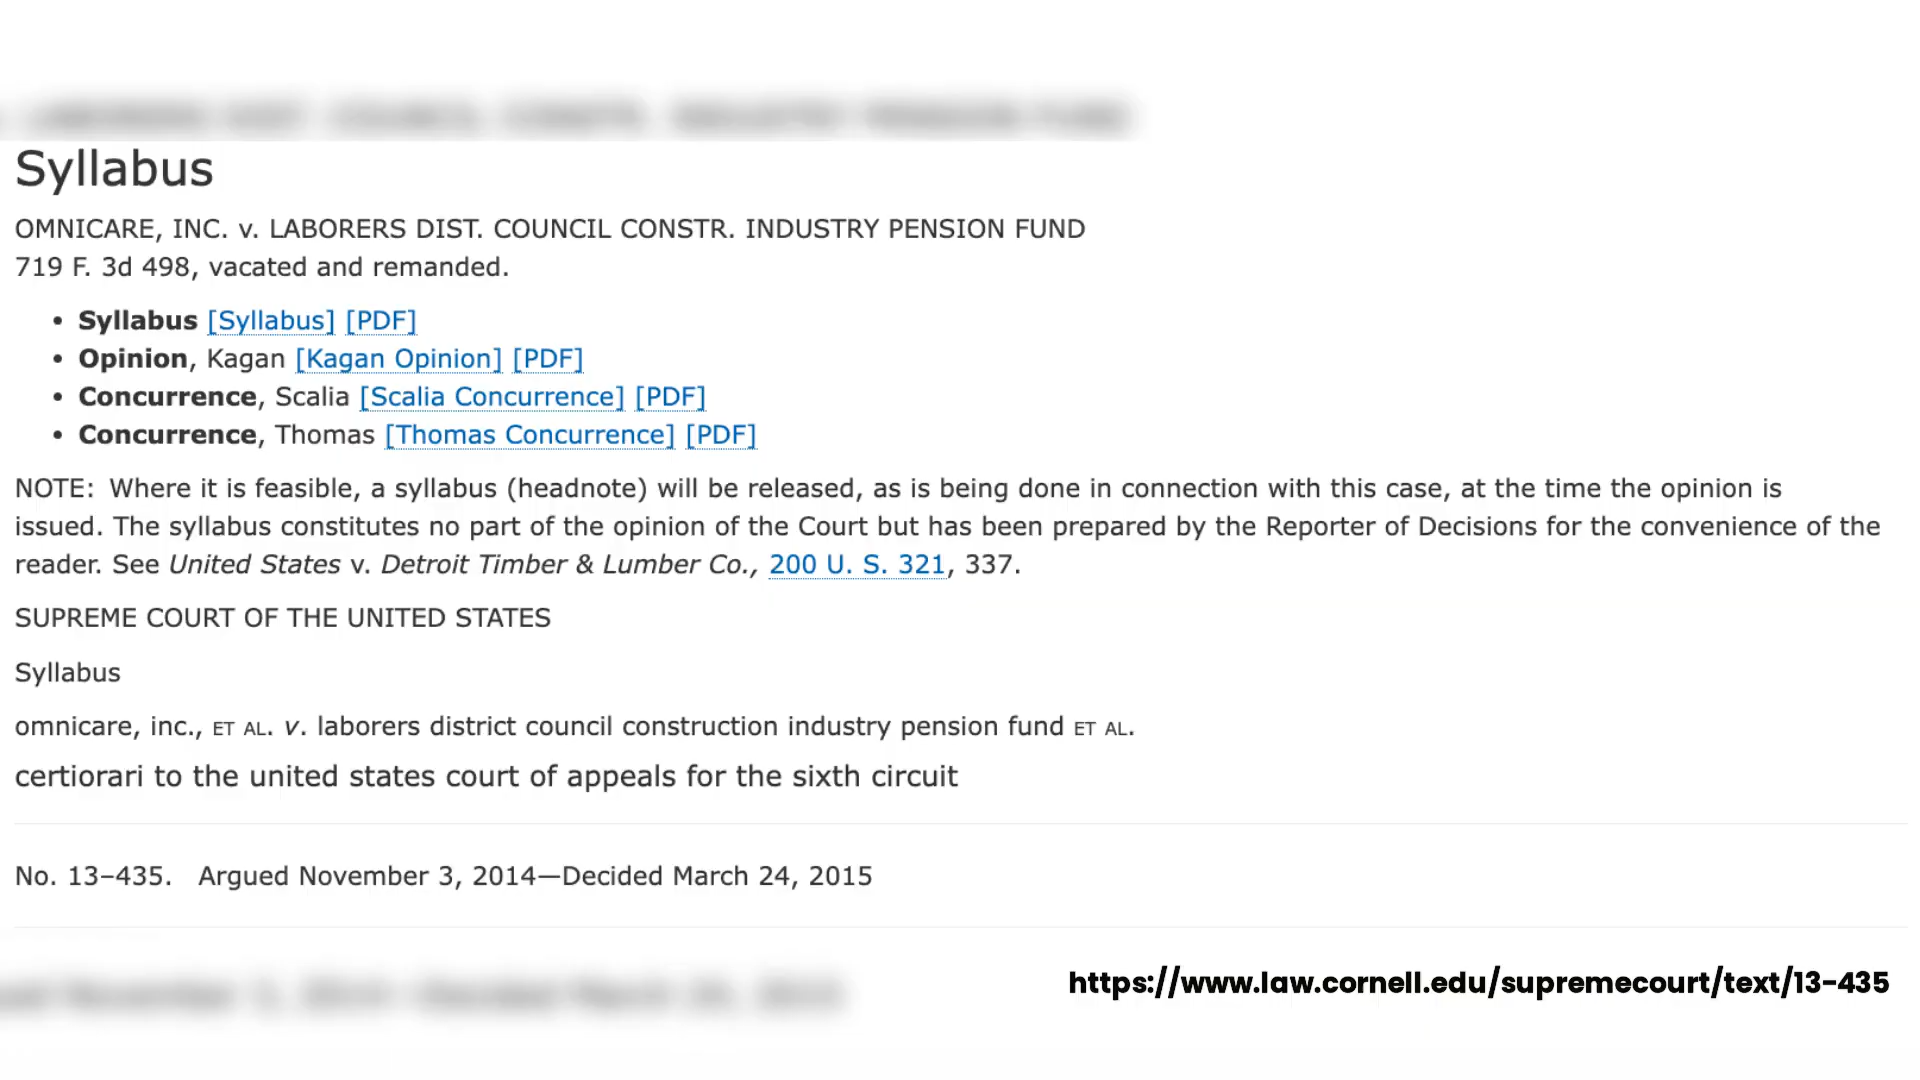 LABORERS DIST. COUNCIL CONSTR. INDUSTRY PENSION FUND
Syllabus
OMNICARE, INC. v. LABORERS DIST. COUNCIL CONSTR. INDUSTRY PENSION FUND
719 F. 3d 498, vacated and remanded.
• Syllabus [Syllabus] [PDF]
• Opinion, Kagan [Kagan Opinion] [PDF]
• Concurrence, Scalia [Scalia Concurrence] [PDF]
• Concurrence, Thomas [Thomas Concurrence] [PDF]
NOTE: Where it is feasible, a syllabus (headnote) will be released, as is being done in connection with this case, at the time the opinion is
issued. The syllabus constitutes no part of the opinion of the Court but has been prepared by the Reporter of Decisions for the convenience of the
reader. See United States v. Detroit Timber & Lumber Co., 200 U. S. 321, 337.
SUPREME COURT OF THE UNITED STATES
Syllabus
omnicare, inc., ET AL. v. laborers district council construction industry pension fund ET AL.
certiorari to the united states court of appeals for the sixth circuit
No. 13–435. Argued November 3, 2014—Decided March 24, 2015
https://www.law.cornell.edu/supremecourt/text/13-435